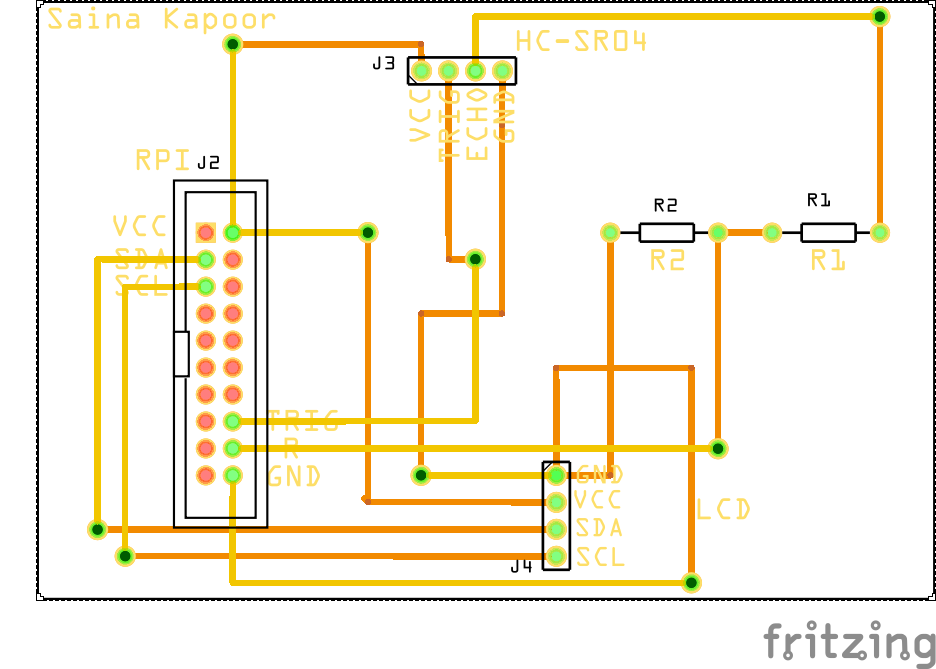 Saina Kapoor
HC-SR04
J3
VCC
TRIG
ECHO
GND
RPI
J2
R2
R1
VCC
SDA
SCL
R2
R1
TRIG
R
GND
GND
VCC
LCD
SDA
SCL
J4
fritzing